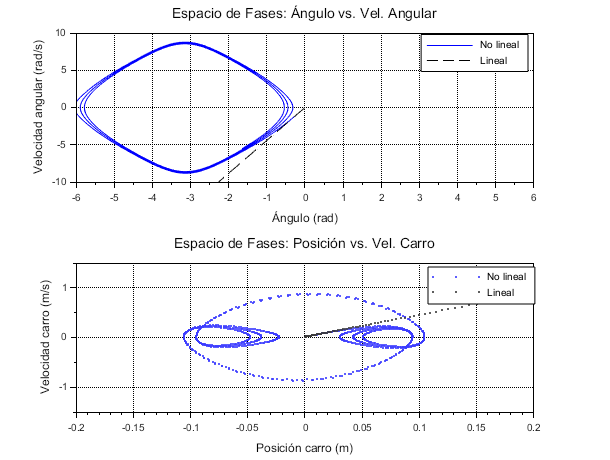 Espacio de Fases: Ángulo vs. Vel. Angular
Velocidad angular (rad/s)
10
5
0
-5
-10
No lineal
Lineal
-6 -5 -4 -3 -2 -1 0 1 2 3 4 5 6
Ángulo (rad)
Espacio de Fases: Posición vs. Vel. Carro
Velocidad carro (m/s)
1
0
-1
No lineal
Lineal
-0.2 -0.15 -0.1 -0.05 0 0.05 0.1 0.15 0.2
Posición carro (m)